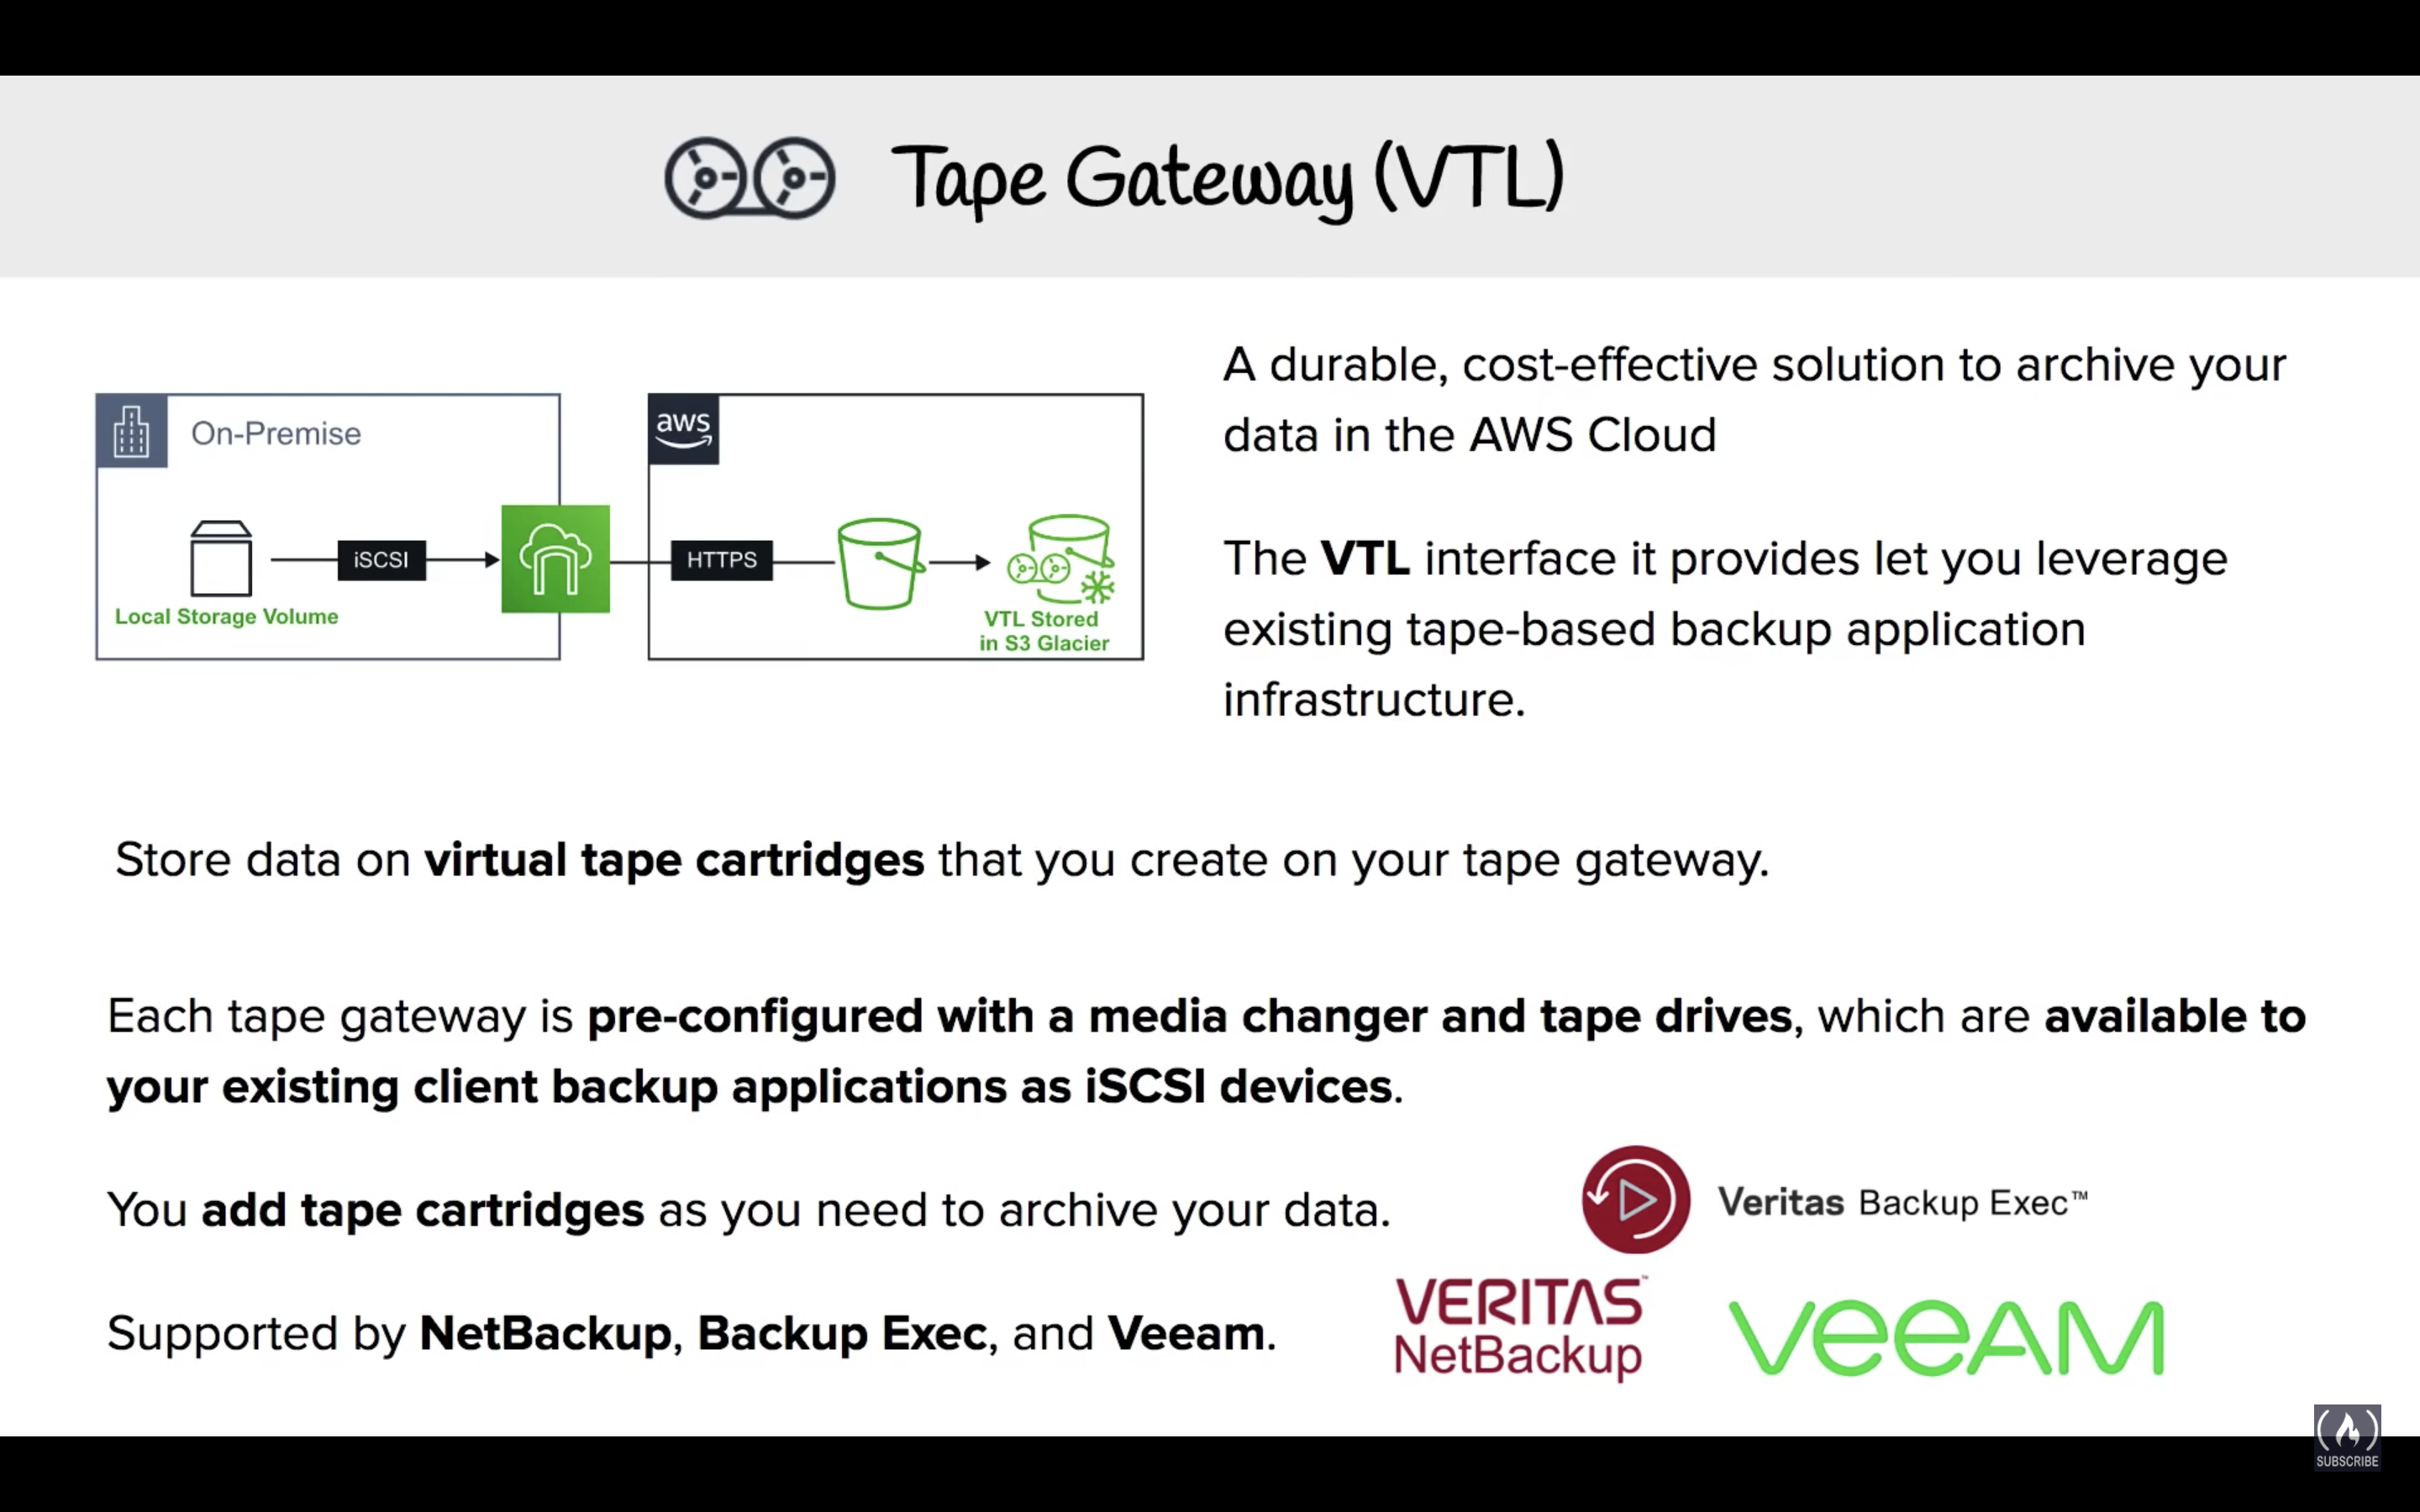 Tape Gateway (VTL)
On-Premise
iSCSI
Local Storage Volume
aws
HTTPS
VTL Stored
in S3 Glacier
A durable, cost-effective solution to archive your
data in the AWS Cloud
The VTL interface it provides let you leverage
existing tape-based backup application
infrastructure.
Store data on virtual tape cartridges that you create on your tape gateway.
Each tape gateway is pre-configured with a media changer and tape drives, which are available to
your existing client backup applications as iSCSI devices.
You add tape cartridges as you need to archive your data.
Veritas Backup Exec™
Supported by NetBackup, Backup Exec, and Veeam.
VERITAS™
NetBackup
veeAM
SUBSCRIBE